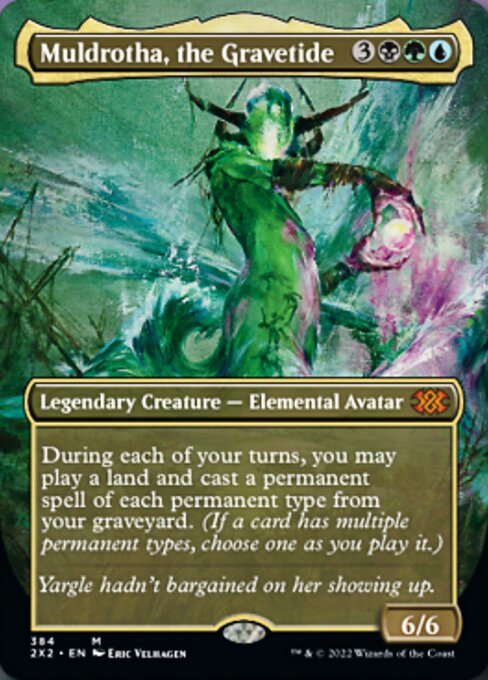 Muldrotha, the Gravetide 3
Legendary Creature — Elemental Avatar
During each of your turns, you may
play a land and cast a permanent
spell of each permanent type from
your graveyard. (If a card has multiple
permanent types, choose one as you play it.)
Yargle hadn't bargained on her showing up.
6/6
384 M
2X2 • EN Eric Velhagen
™ & © 2022 Wizards of the Coast